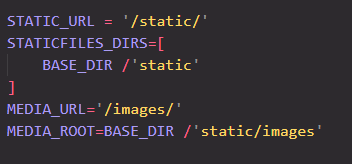 STATIC_URL = '/static/'
STATICFILES_DIRS=[
    BASE_DIR /'static'
]
MEDIA_URL='/images/'
MEDIA_ROOT=BASE_DIR /'static/images'